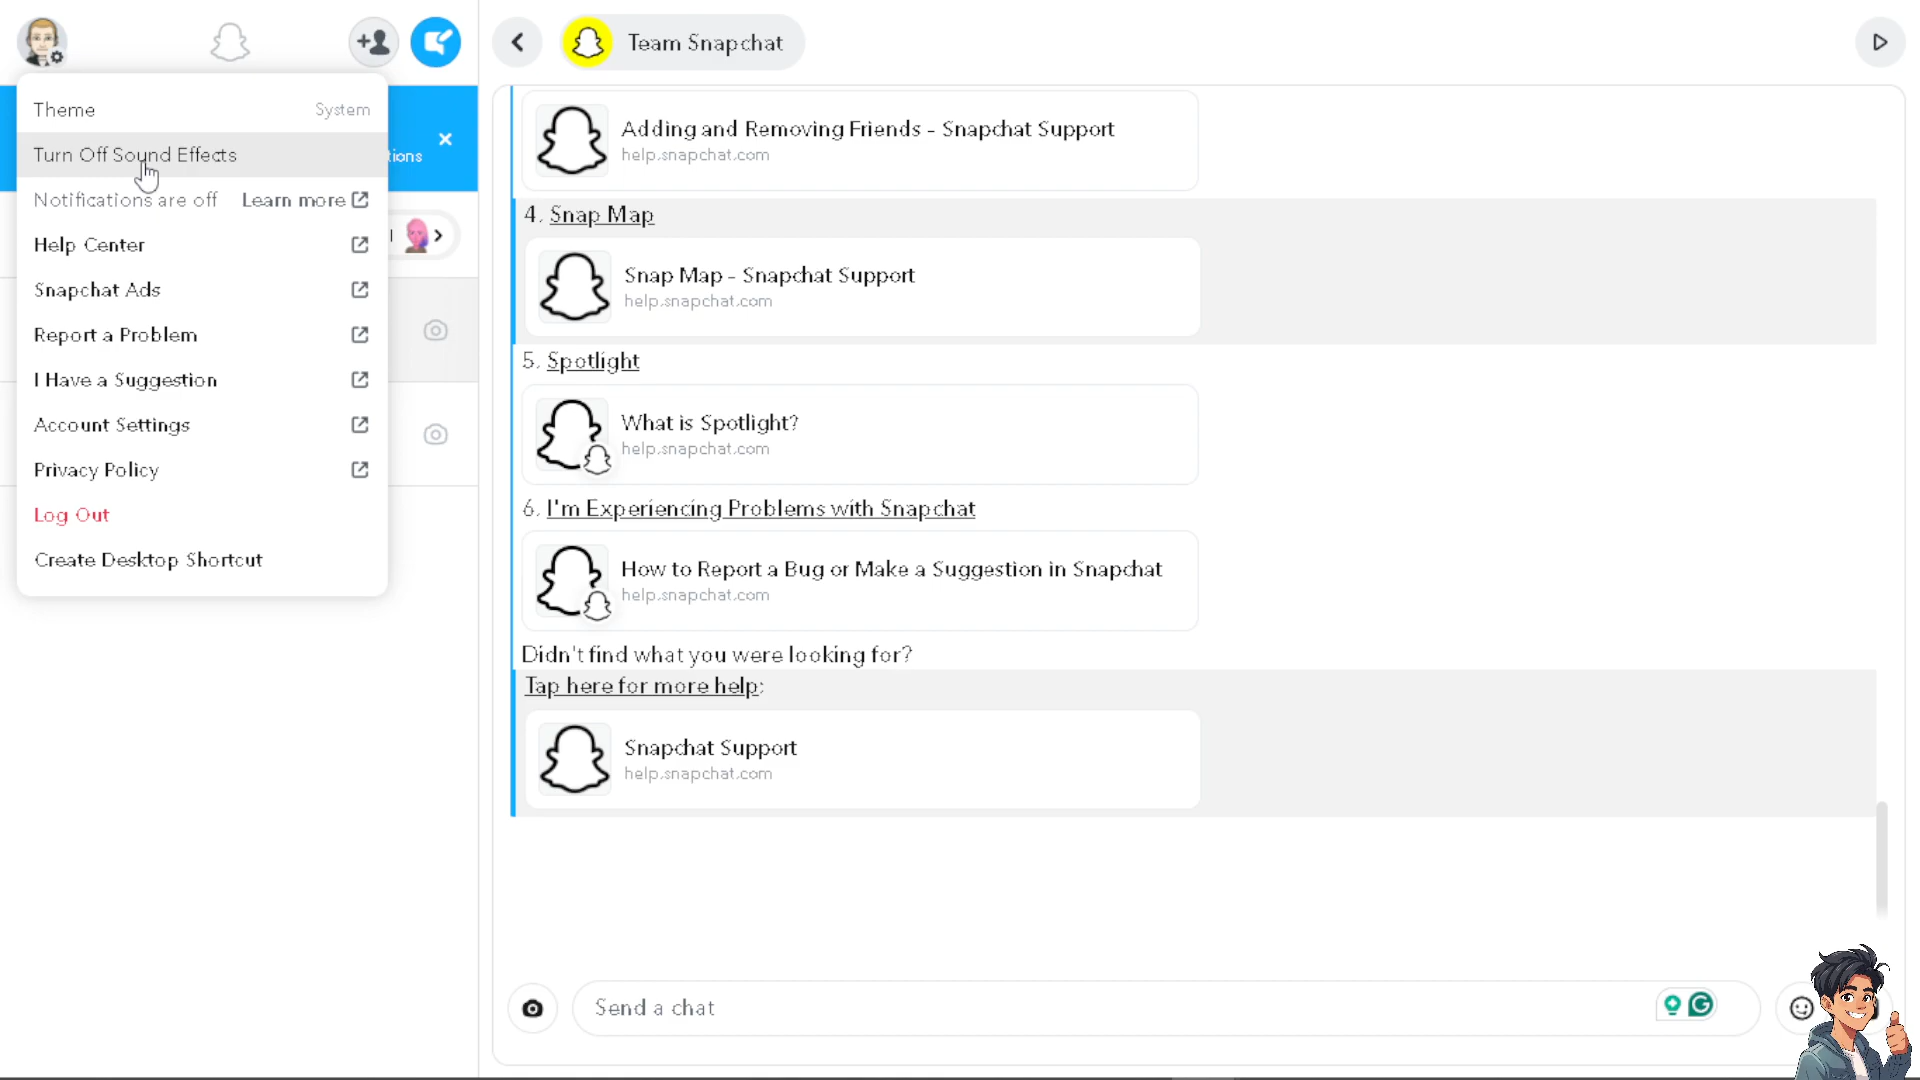 Team Snapchat
Theme System
Turn Off Sound Effects
tions
Notifications are off Learn more
Help Center
Snapchat Ads
Report a Problem
I Have a Suggestion
Account Settings
Privacy Policy
Log Out
Create Desktop Shortcut
Adding and Removing Friends - Snapchat Support
help.snapchat.com
4. Snap Map
Snap Map - Snapchat Support
help.snapchat.com
5. Spotlight
What is Spotlight?
help.snapchat.com
6. I'm Experiencing Problems with Snapchat
How to Report a Bug or Make a Suggestion in Snapchat
help.snapchat.com
Didn't find what you were looking for?
Tap here for more help:
Snapchat Support
help.snapchat.com
Send a chat